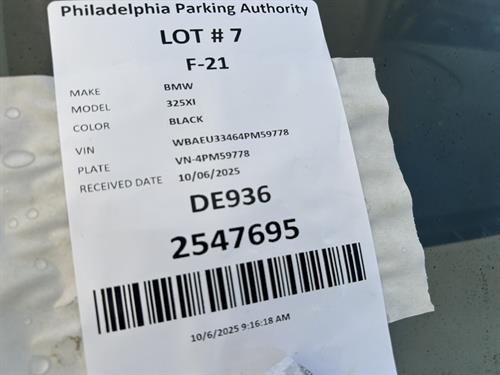 Philadelphia Parking Authority
LOT # 7
F-21
MAKE BMW
MODEL 325XI
COLOR BLACK
VIN WBAEU33464PM59778
PLATE VN-4PM59778
RECEIVED DATE 10/06/2025
DE936
2547695
10/6/2025 9:16:18 AM